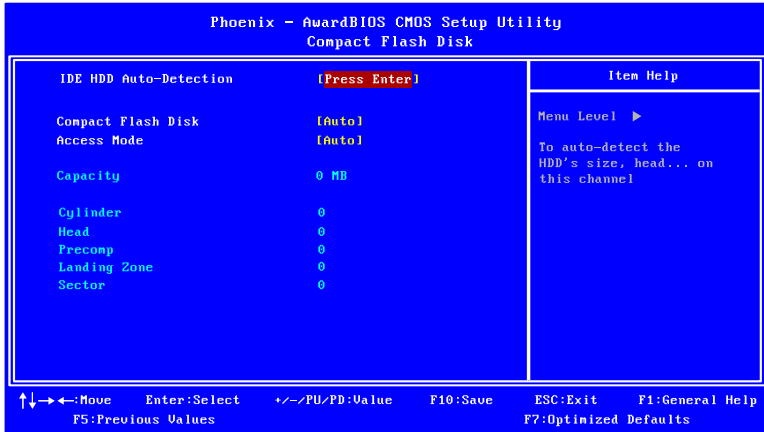 Phoenix - AwardBIOS CMOS Setup Utility
Compact Flash Disk
IDE HDD Auto-Detection [Press Enter]
Compact Flash Disk [Auto]
Access Mode [Auto]
Capacity 0 MB
Cylinder 0
Head 0
Precomp 0
Landing Zone 0
Sector 0
Item Help
Menu Level ▶
To auto-detect the
HDD's size, head... on
this channel
↑↓→←:Move Enter:Select +/-/PU/PD:Value F10:Save ESC:Exit F1:General Help
F5:Previous Values F7:Optimized Defaults